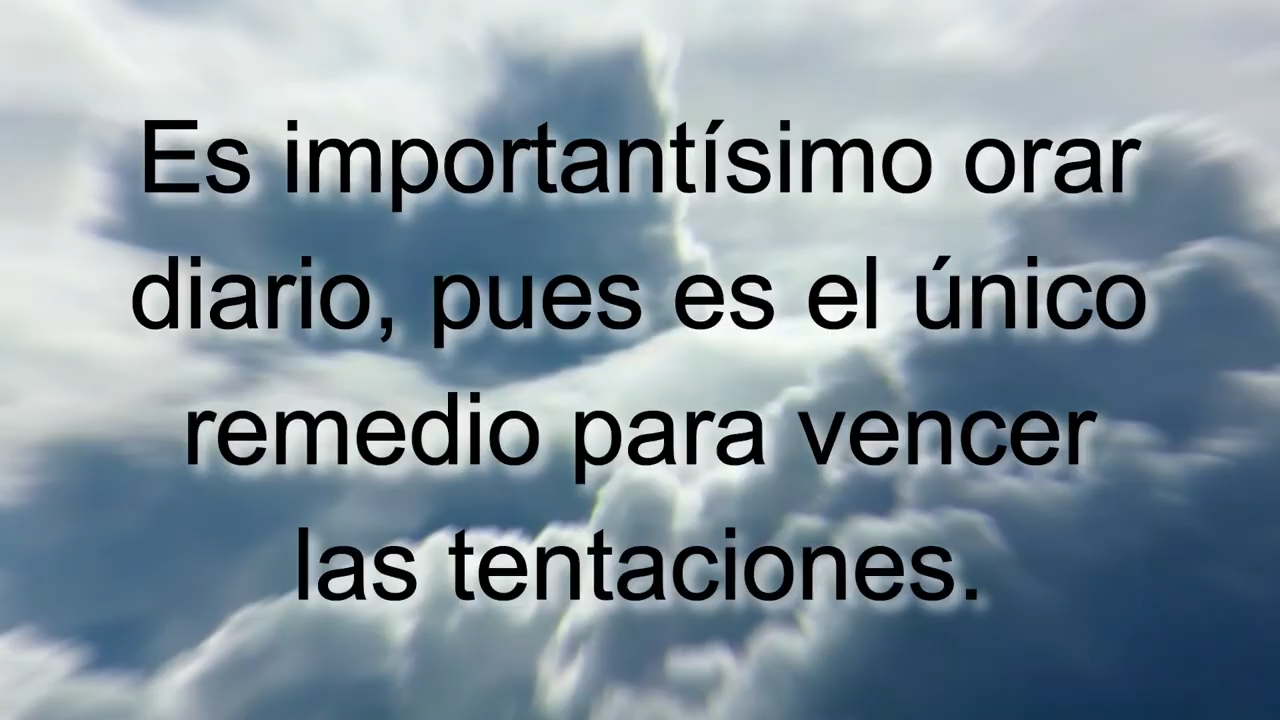 Es importantísimo orar
diario, pues es el único
remedio para vencer
las tentaciones.